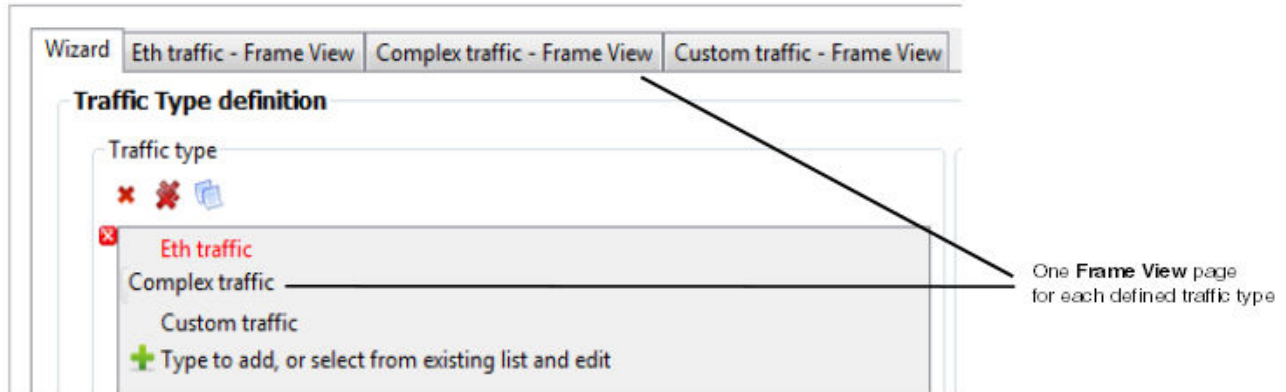 Wizard Eth traffic - Frame View Complex traffic - Frame View Custom traffic - Frame View
Traffic Type definition
Traffic type
Eth traffic
Complex traffic
Custom traffic
Type to add, or select from existing list and edit
One Frame View page
for each defined traffic type